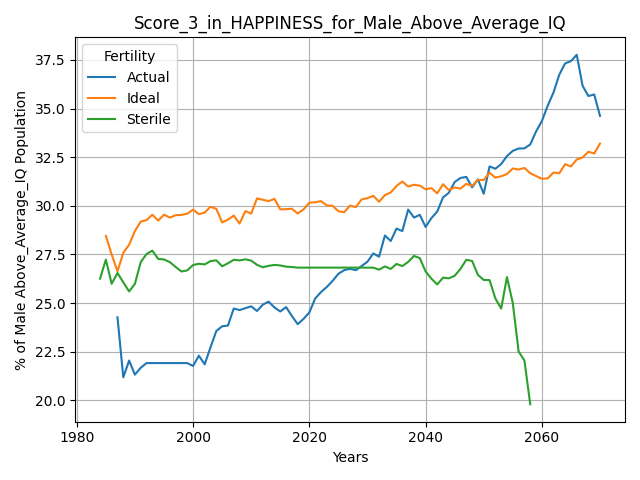 Score_3_in_HAPPINESS_for_Male_Above_Average_IQ
Fertility
Actual
Ideal
Sterile
% of Male Above_Average_IQ Population
37.5
35.0
32.5
30.0
27.5
25.0
22.5
20.0
1980
2000
2020
2040
2060
Years